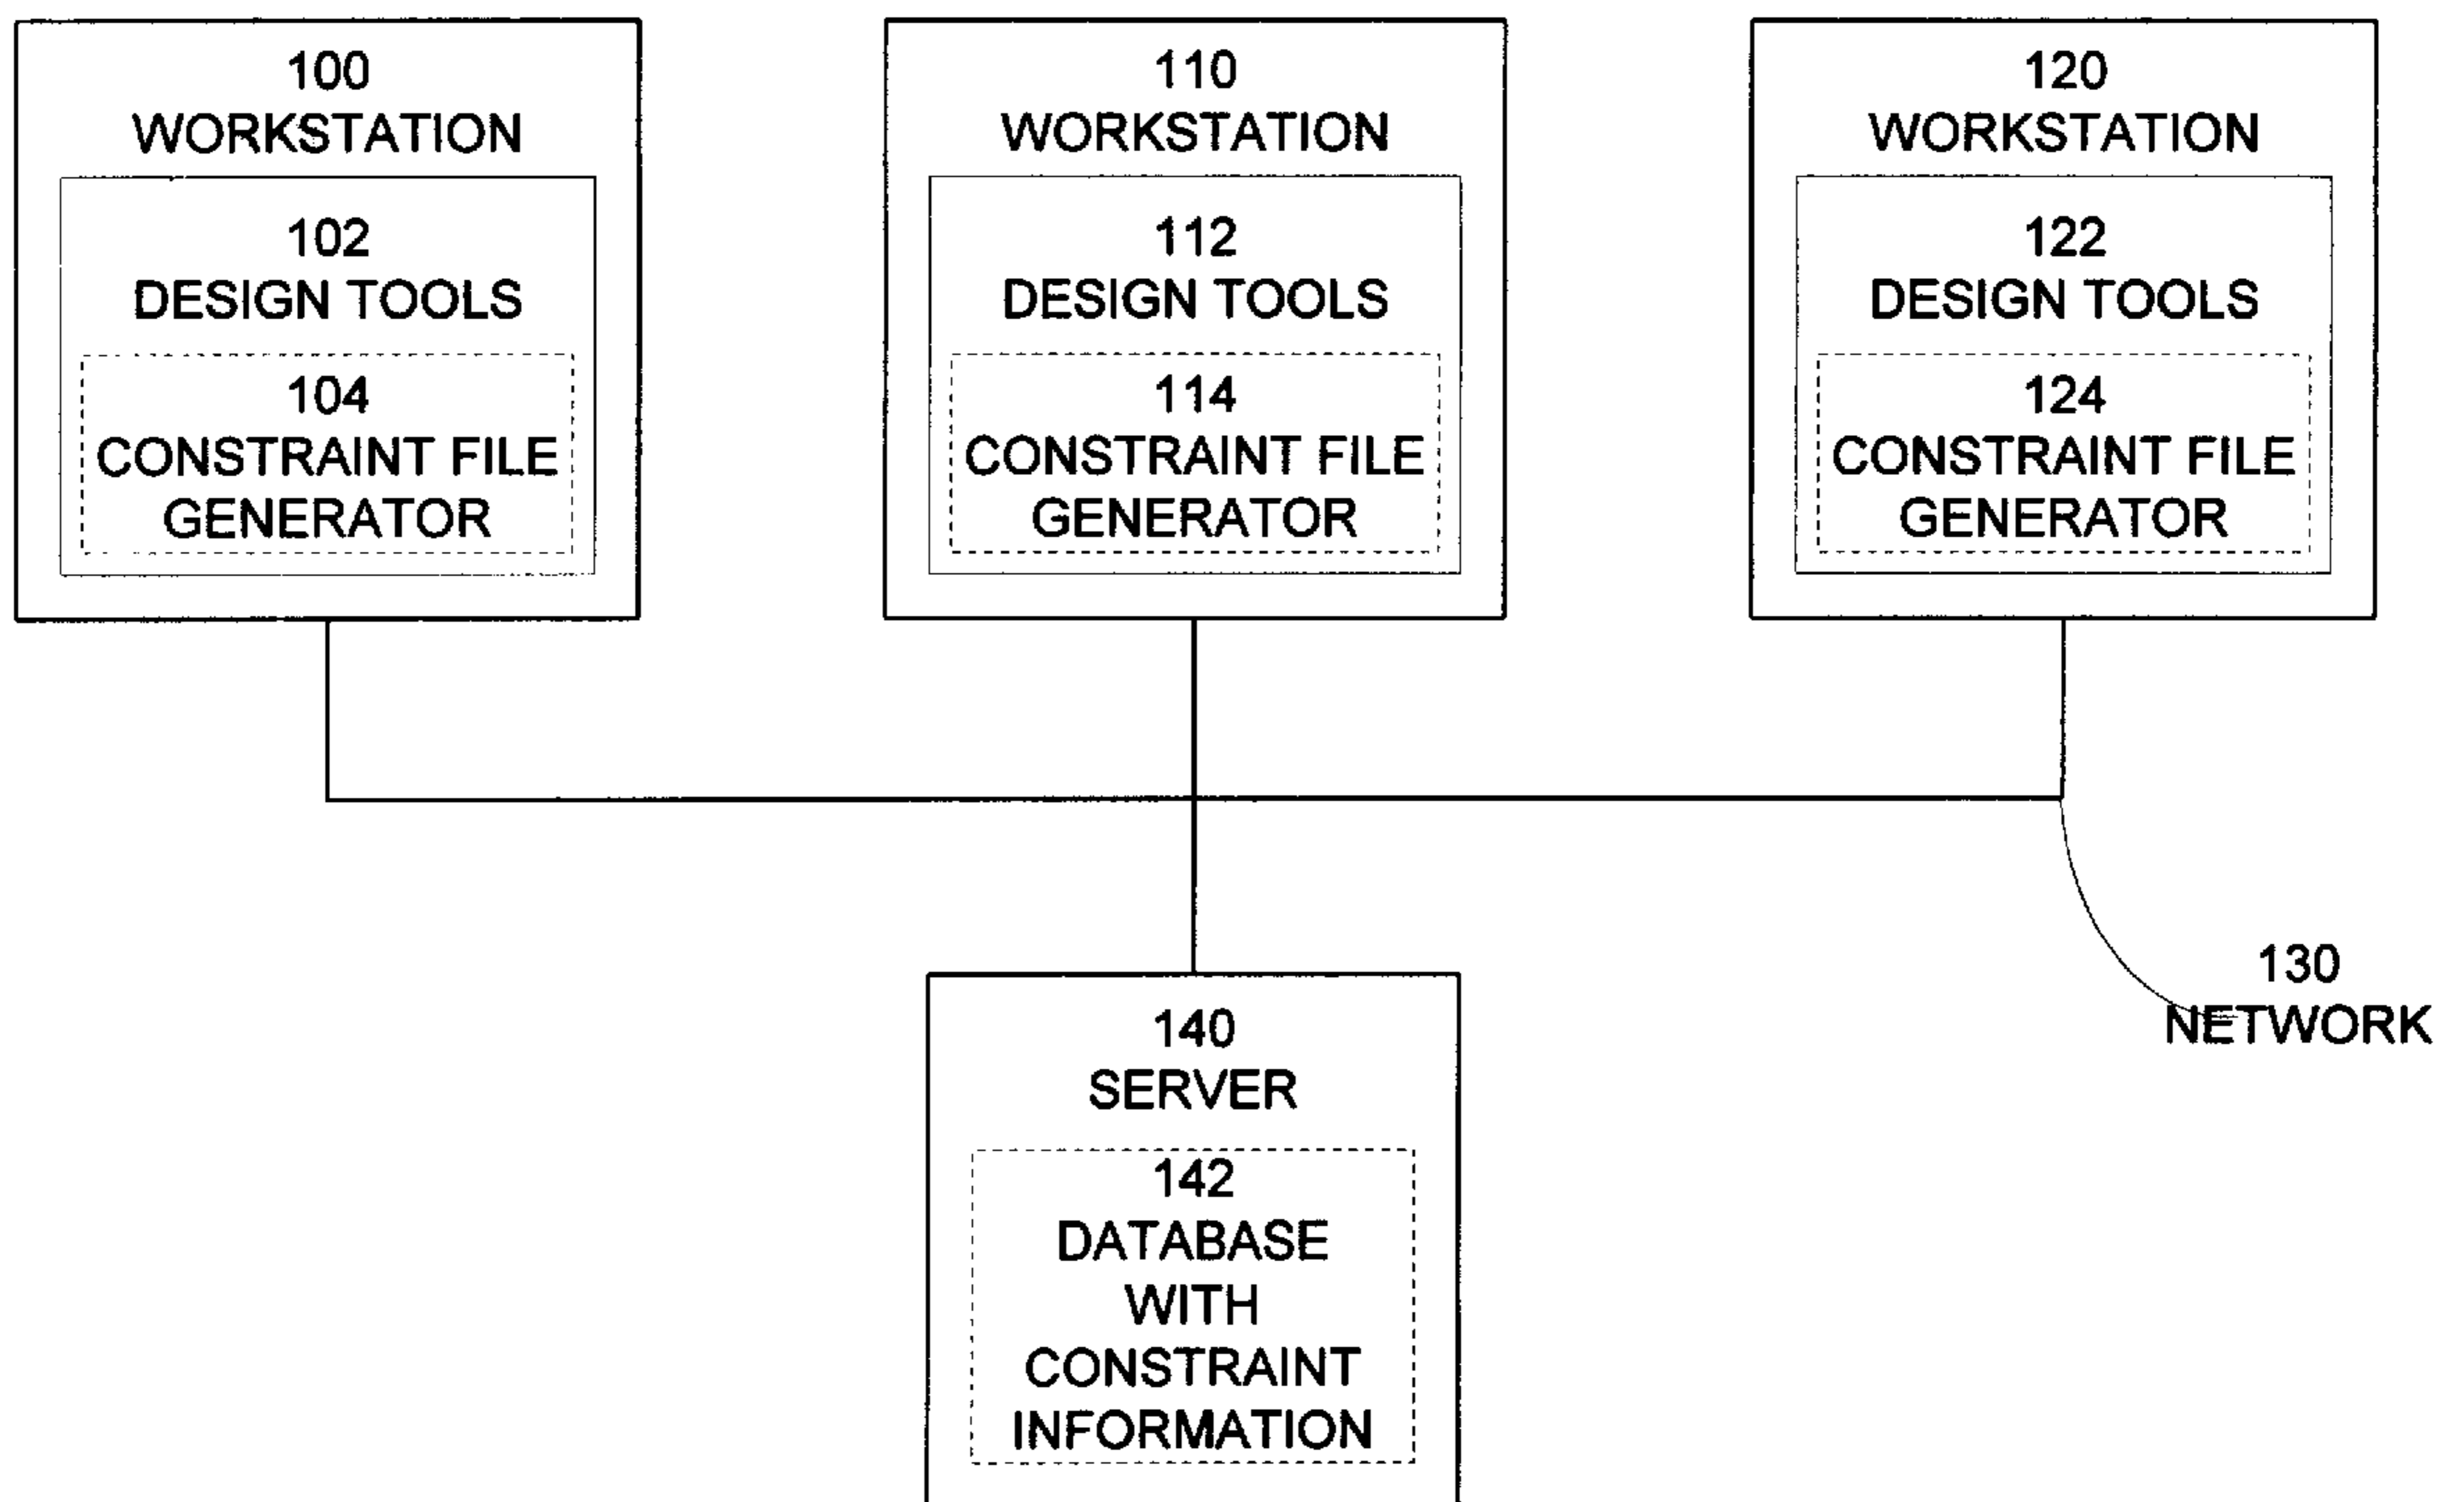 100
WORKSTATION
102
DESIGN TOOLS
104
CONSTRAINT FILE
GENERATOR
110
WORKSTATION
112
DESIGN TOOLS
114
CONSTRAINT FILE
GENERATOR
120
WORKSTATION
122
DESIGN TOOLS
124
CONSTRAINT FILE
GENERATOR
130
NETWORK
140
SERVER
142
DATABASE
WITH
CONSTRAINT
INFORMATION